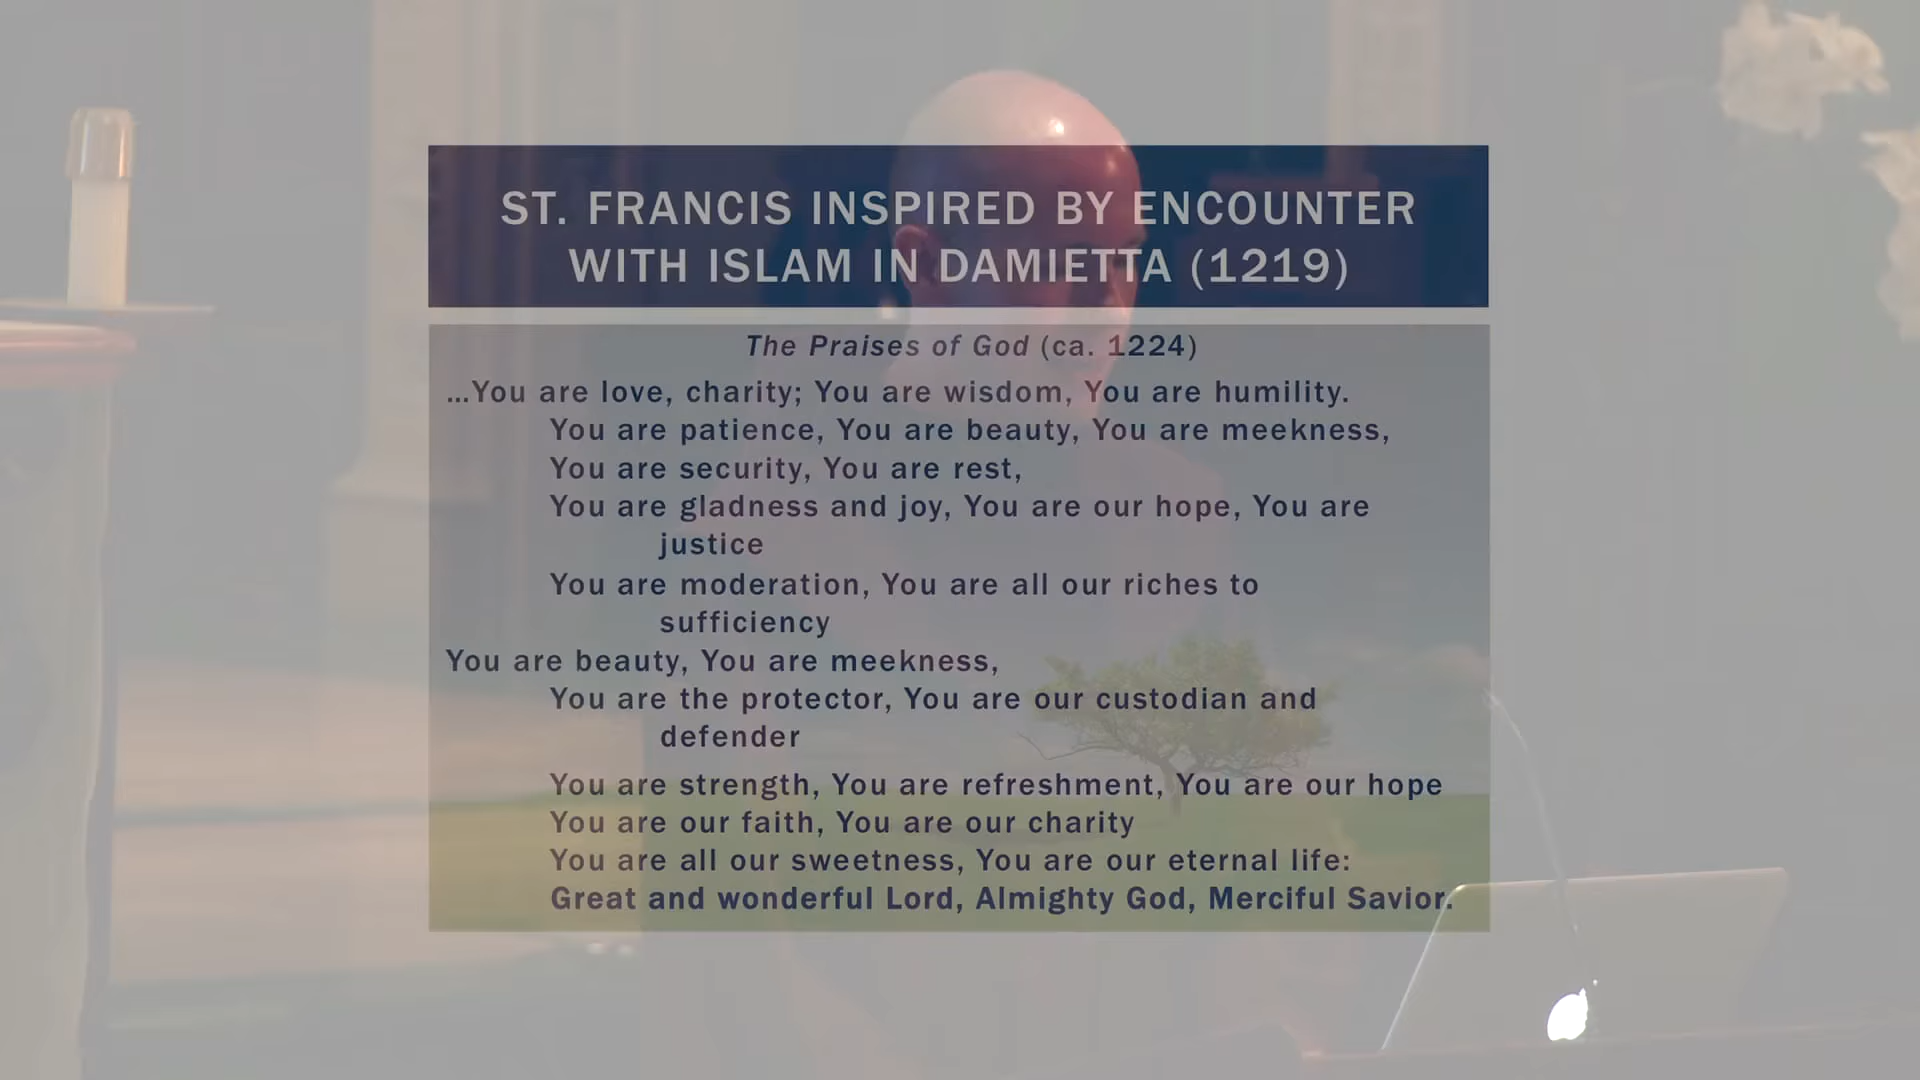 ST. FRANCIS INSPIRED BY ENCOUNTER
WITH ISLAM IN DAMIETTA (1219)
The Praises of God (ca. 1224)
...You are love, charity; You are wisdom, You are humility.
You are patience, You are beauty, You are meekness,
You are security, You are rest,
You are gladness and joy, You are our hope, You are
justice
You are moderation, You are all our riches to
sufficiency
You are beauty, You are meekness,
You are the protector, You are our custodian and
defender
You are strength, You are refreshment, You are our hope
You are our faith, You are our charity
You are all our sweetness, You are our eternal life:
Great and wonderful Lord, Almighty God, Merciful Savior.